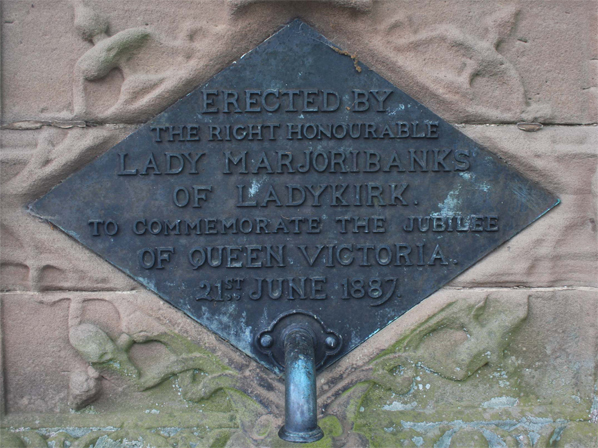 ERECTED BY
THE RIGHT HONOURABLE
LADY MARJORIBANKS
OF LADYKIRK.
TO COMMEMORATE THE JUBILEE
OF QUEEN VICTORIA.
21ST JUNE 1887.